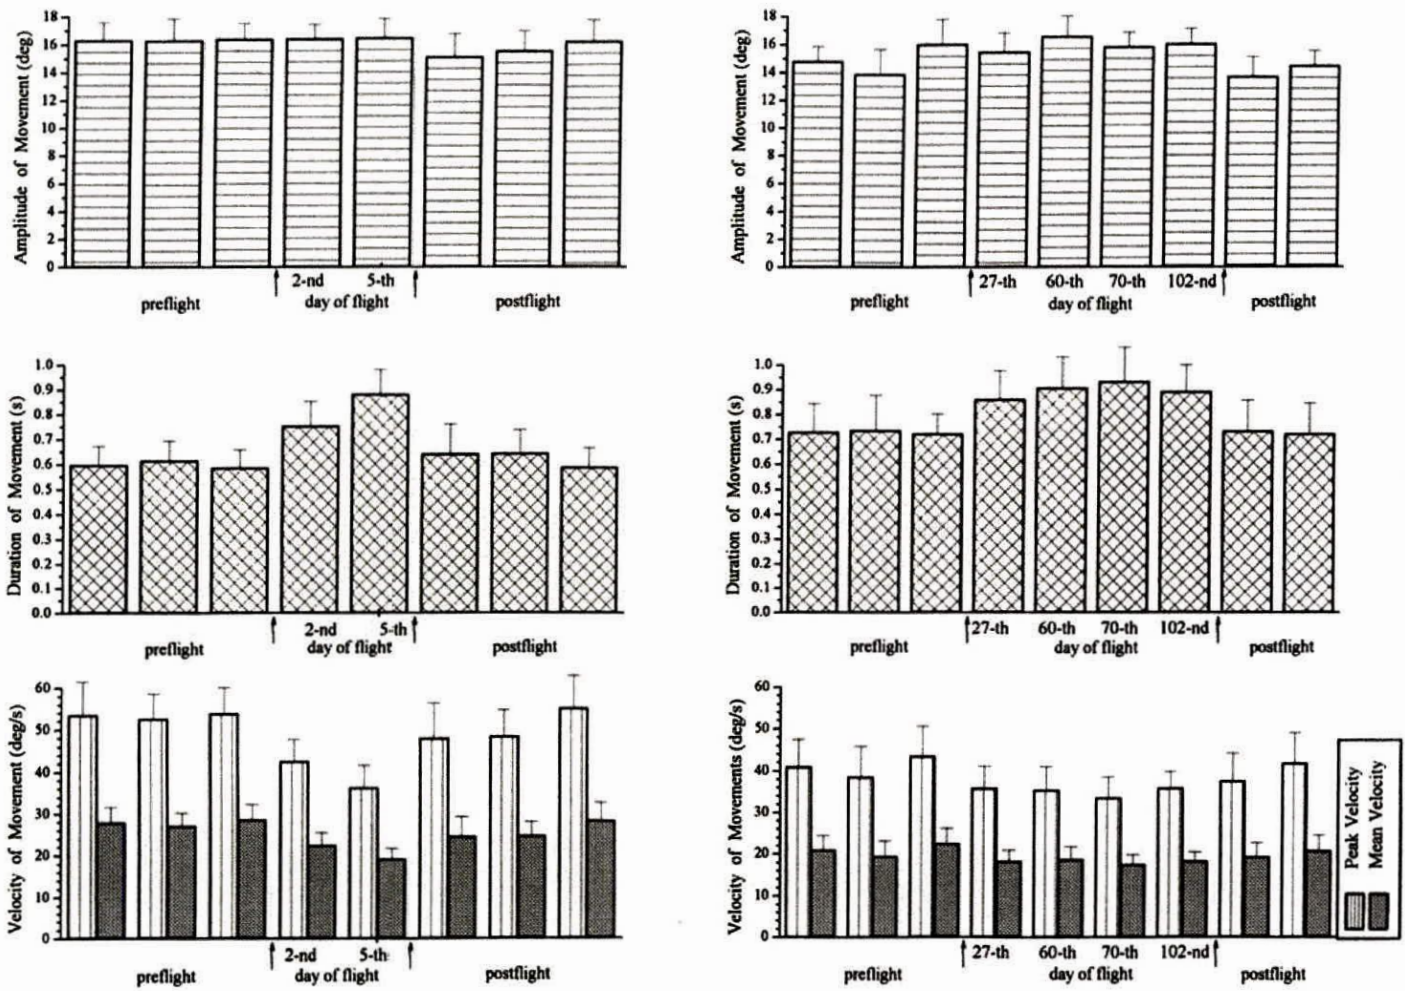 Amplitude of Movement (deg)
18
16
14
12
10
8
6
4
2
0
2-nd 5-th
preflight day of flight postflight
Amplitude of Movement (deg)
18
16
14
12
10
8
6
4
2
0
27-th 60-th 70-th 102-nd
preflight day of flight postflight
Duration of Movement (s)
1.0
0.9
0.8
0.7
0.6
0.5
0.4
0.3
0.2
0.1
0.0
2-nd 5-th
preflight day of flight postflight
Duration of Movement (s)
1.0
0.9
0.8
0.7
0.6
0.5
0.4
0.3
0.2
0.1
0.0
27-th 60-th 70-th 102-nd
preflight day of flight postflight
Velocity of Movement (deg/s)
60
50
40
30
20
10
0
2-nd 5-th
preflight day of flight postflight
Velocity of Movements (deg/s)
60
50
40
30
20
10
0
27-th 60-th 70-th 102-nd
preflight day of flight postflight
Peak Velocity
Mean Velocity